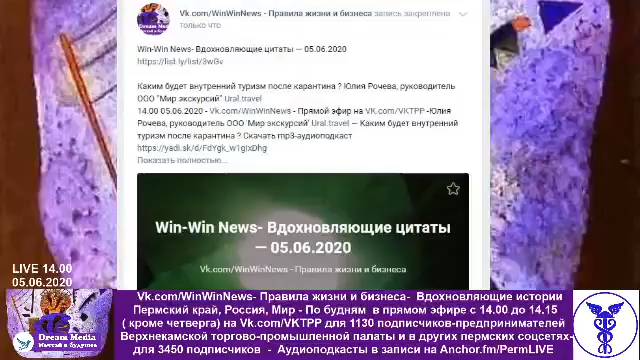 Vk.com/WinWinNews - Правила жизни и бизнеса запись закреплена
только что
Win-Win News- Вдохновляющие цитаты — 05.06.2020
https://list.ly/list/3wGv
Каким будет внутренний туризм после карантина ? Юлия Рочева, руководитель
ООО "Мир экскурсий" Ural.travel
14.00 05.06.2020 - Vk.com/WinWinNews - Прямой эфир на VK.com/VKTPP -Юлия
Рочева, руководитель ООО 'Мир экскурсий' Ural.travel — Каким будет внутренний
туризм после карантина ? Скачать mp3-аудиоподкаст
https://yadi.sk/d/FdYgk_w1gIxDhg
Показать полностью...
Win-Win News- Вдохновляющие цитаты
— 05.06.2020
Vk.com/WinWinNews - Правила жизни и бизнеса
LIVE 14.00
05.06.2020
Dream Media
Мечтай о будущем
Vk.com/WinWinNews- Правила жизни и бизнеса- Вдохновляющие истории
Пермский край, Россия, Мир - По будням в прямом эфире с 14.00 до 14.15
( кроме четверга) на Vk.com/VKTPP для 1130 подписчиков-предпринимателей
Верхнекамской торгово-промышленной палаты и в других пермских соцсетях-
для 3450 подписчиков - Аудиоподкасты в записи на Anchor.fm/PermLIVE